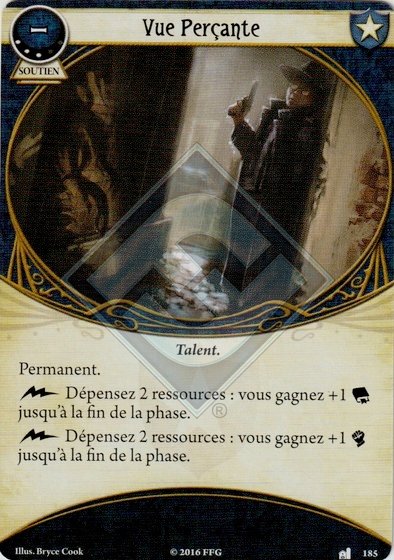 Vue Perçante
SOUTIEN
Talent.
Permanent.
Dépensez 2 ressources : vous gagnez +1
jusqu'à la fin de la phase.
Dépensez 2 ressources : vous gagnez +1
jusqu'à la fin de la phase.
®
Illus. Bryce Cook
© 2016 FFG
185